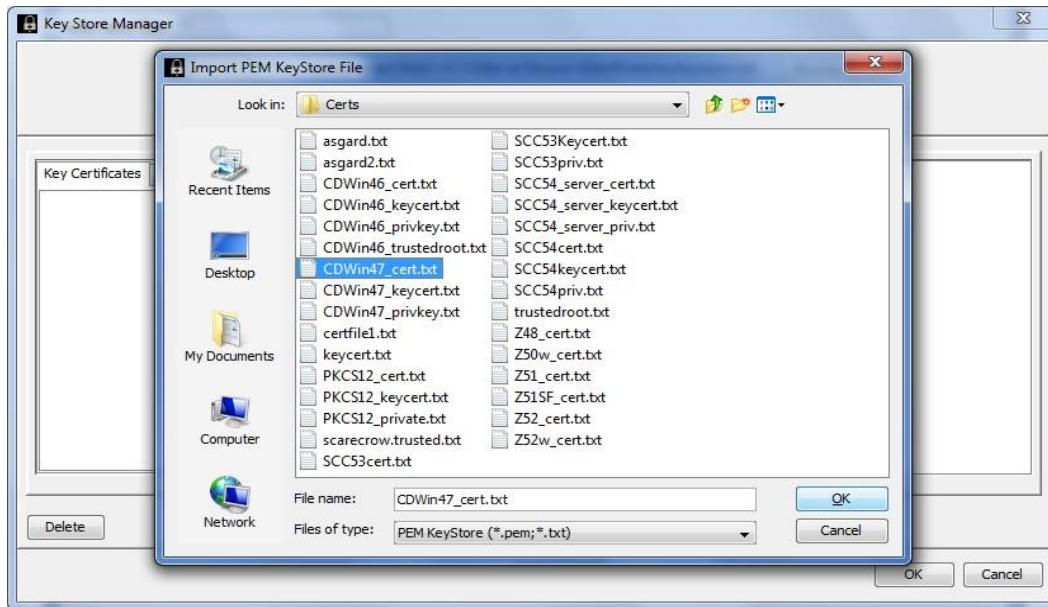 Key Store Manager
Import PEM KeyStore File
Look in:
Certs
Key Certificates
Recent Items
Desktop
My Documents
Computer
Network
asgard.txt
asgard2.txt
CDWin46_cert.txt
CDWin46_keycert.txt
CDWin46_privkey.txt
CDWin46_trustedroot.txt
CDWin47_cert.txt
CDWin47_keycert.txt
CDWin47_privkey.txt
certfile1.txt
keycert.txt
PKCS12_cert.txt
PKCS12_keycert.txt
PKCS12_private.txt
scarecrow.trusted.txt
SCC53cert.txt
SCC53Keycert.txt
SCC53priv.txt
SCC54_server_cert.txt
SCC54_server_keycert.txt
SCC54_server_priv.txt
SCC54cert.txt
SCC54keycert.txt
SCC54priv.txt
trustedroot.txt
Z48_cert.txt
Z50w_cert.txt
Z51_cert.txt
Z51SF_cert.txt
Z52_cert.txt
Z52w_cert.txt
File name:
CDWin47_cert.txt
OK
Files of type:
PEM KeyStore (*.pem;*.txt)
Cancel
Delete
OK
Cancel